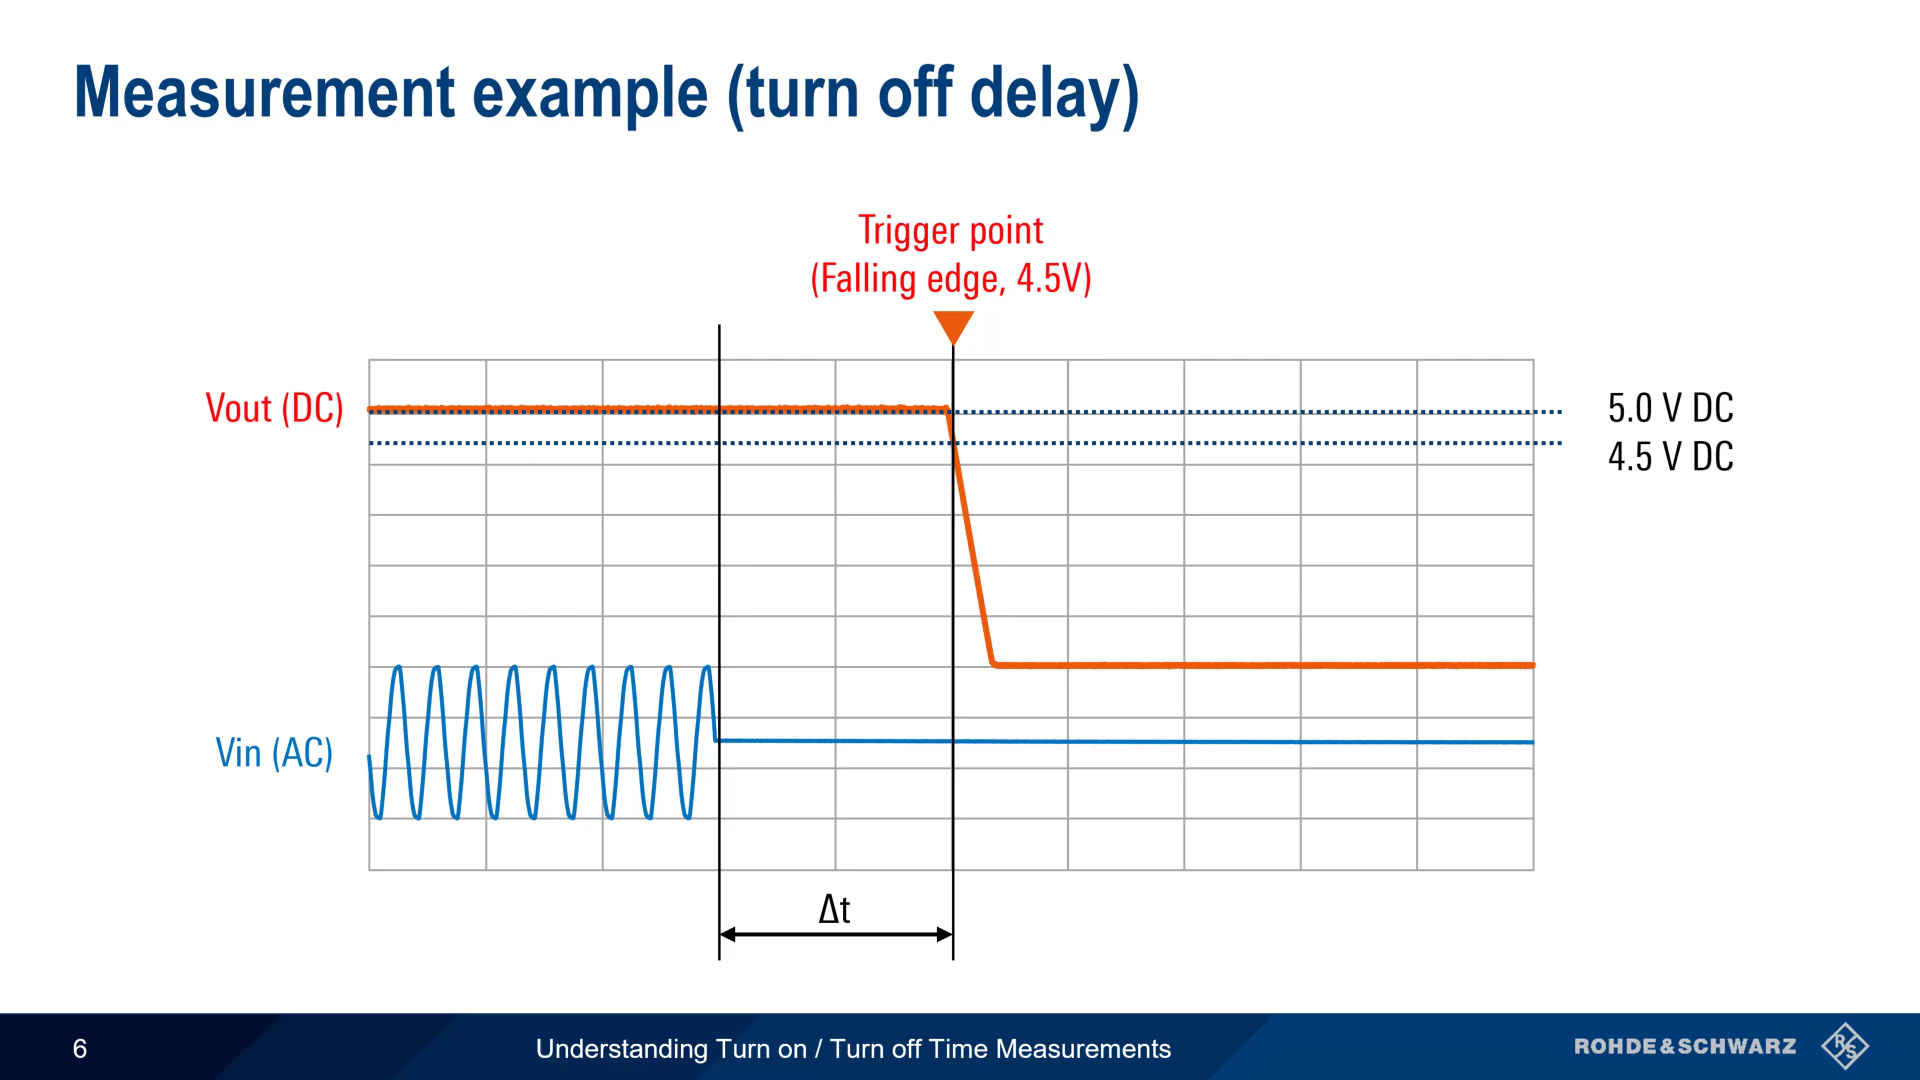 Measurement example (turn off delay)
Trigger point
(Falling edge, 4.5V)
Vout (DC)
5.0 V DC
4.5 V DC
Vin (AC)
Δt
6
Understanding Turn on / Turn off Time Measurements
ROHDE&SCHWARZ
R&S